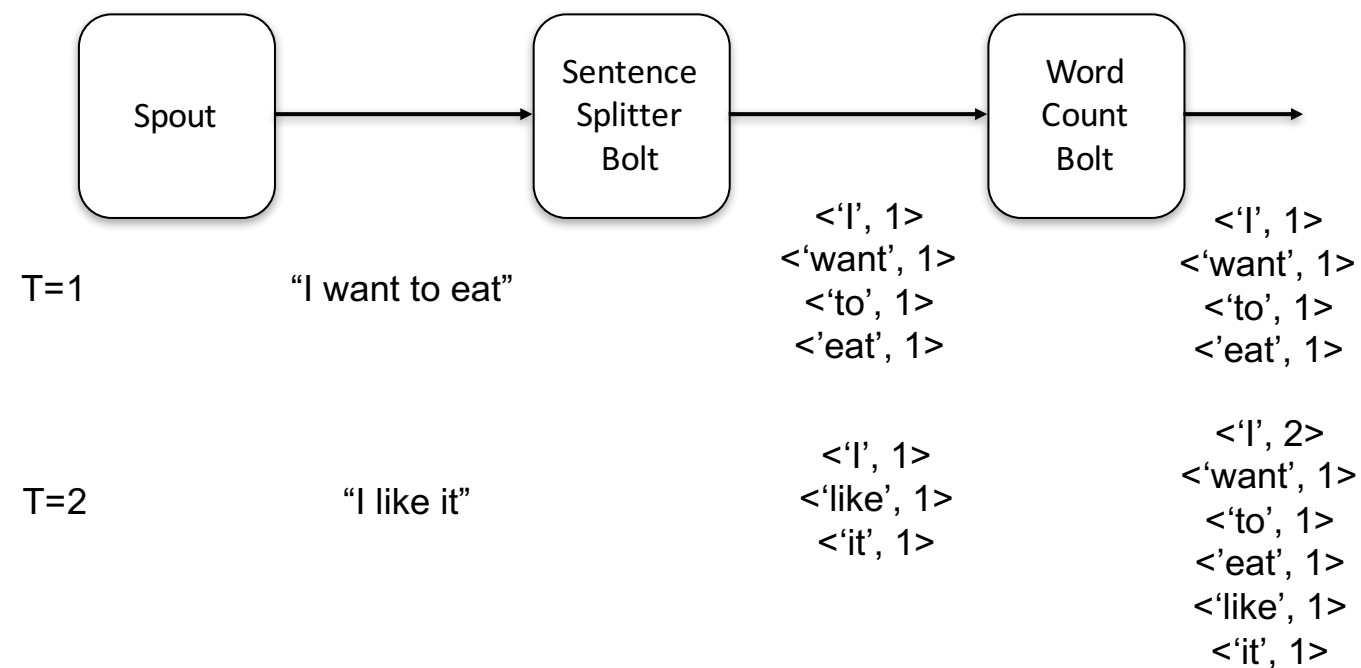 Spout
Sentence
Splitter
Bolt
Word
Count
Bolt
T=1
“I want to eat”
<‘I’, 1>
<‘want’, 1>
<‘to’, 1>
<’eat’, 1>
<‘I’, 1>
<‘want’, 1>
<‘to’, 1>
<’eat’, 1>
T=2
“I like it”
<‘I’, 1>
<‘like’, 1>
<‘it’, 1>
<‘I’, 2>
<‘want’, 1>
<‘to’, 1>
<’eat’, 1>
<‘like’, 1>
<‘it’, 1>